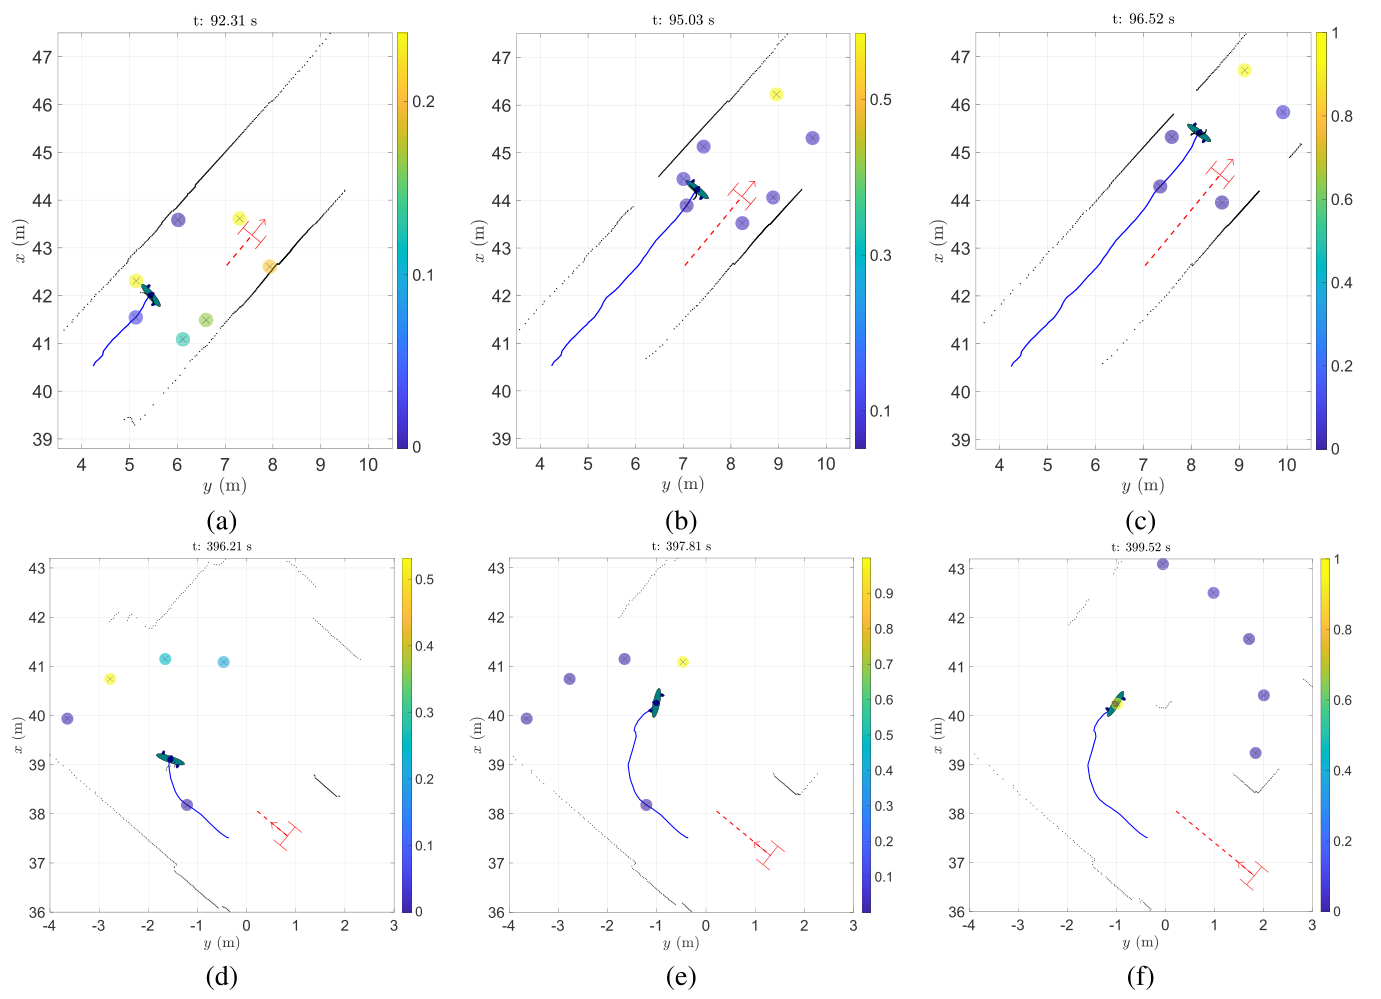 t: 92.31 s
47
46
45
44
43
42
41
40
39
x (m)
4 5 6 7 8 9 10
y (m)
0.2
0.1
0
(a)
t: 95.03 s
47
46
45
44
43
42
41
40
39
x (m)
4 5 6 7 8 9 10
y (m)
0.5
0.3
0.1
(b)
t: 96.52 s
47
46
45
44
43
42
41
40
39
x (m)
4 5 6 7 8 9 10
y (m)
1
0.8
0.6
0.4
0.2
0
(c)
t: 396.21 s
43
42
41
40
39
38
37
36
x (m)
-4 -3 -2 -1 0 1 2 3
y (m)
0.5
0.4
0.3
0.2
0.1
0
(d)
t: 397.81 s
43
42
41
40
39
38
37
36
x (m)
-4 -3 -2 -1 0 1 2 3
y (m)
0.9
0.8
0.7
0.6
0.5
0.4
0.3
0.2
0.1
(e)
t: 399.52 s
43
42
41
40
39
38
37
36
x (m)
-4 -3 -2 -1 0 1 2 3
y (m)
1
0.8
0.6
0.4
0.2
0
(f)